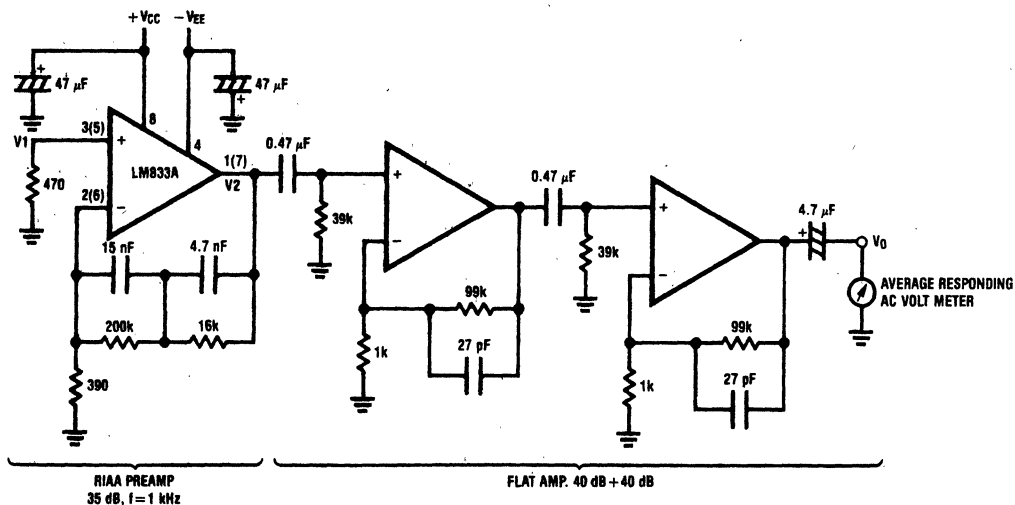 +VCC
−VEE
+
47 µF
47 µF
+
8
V1
3(5)
+
4
LM833A
1(7)
V2
470
2(6)
−
0.47 µF
39k
15 nF
4.7 nF
200k
16k
390
+
−
99k
27 pF
1k
0.47 µF
39k
+
−
99k
27 pF
1k
4.7 µF
+
VO
AVERAGE RESPONDING
AC VOLT METER
RIAA PREAMP
35 dB, f = 1 kHz
FLAT AMP. 40 dB + 40 dB